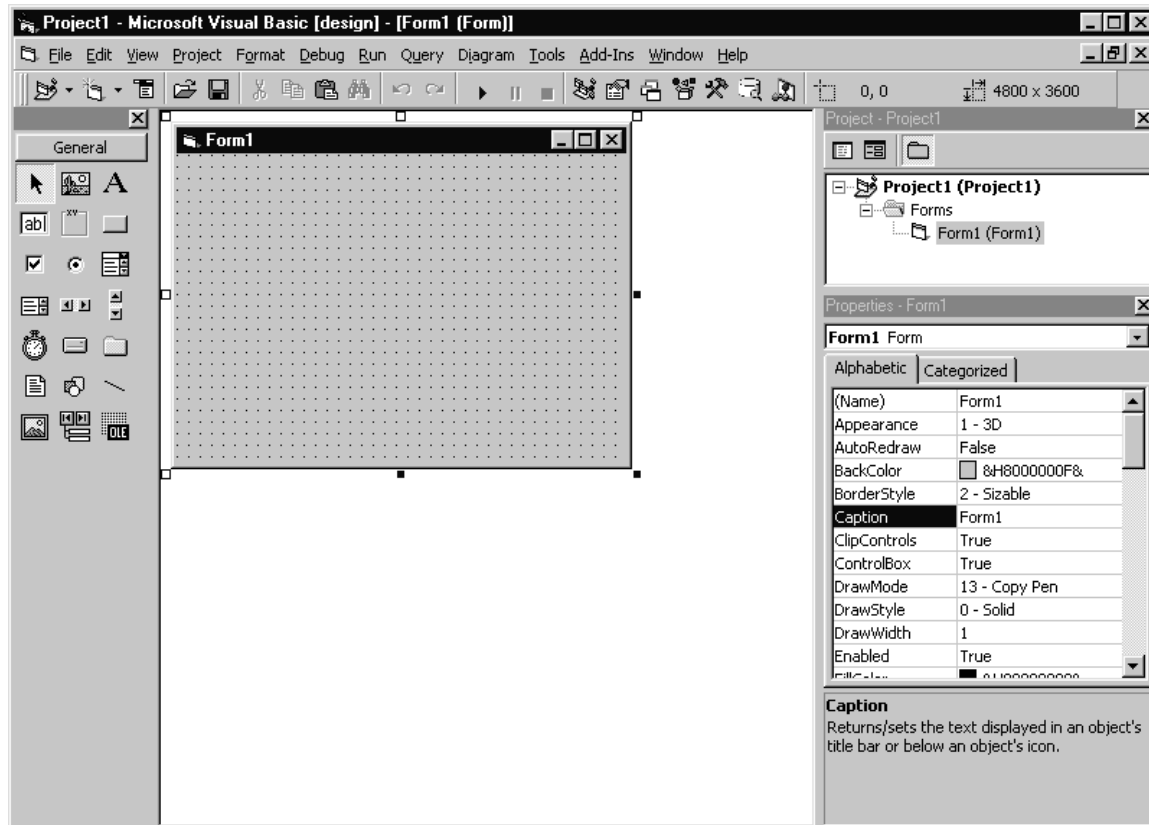 Project1 - Microsoft Visual Basic [design] - [Form1 (Form)]
File Edit View Project Format Debug Run Query Diagram Tools Add-Ins Window Help
0, 0 4800 x 3600
General
A
ab
xv
OLE
Form1
Project - Project1
Project1 (Project1)
Forms
Form1 (Form1)
Properties - Form1
Form1 Form
Alphabetic Categorized
(Name) Form1
Appearance 1 - 3D
AutoRedraw False
BackColor &H8000000F&
BorderStyle 2 - Sizable
Caption Form1
ClipControls True
ControlBox True
DrawMode 13 - Copy Pen
DrawStyle 0 - Solid
DrawWidth 1
Enabled True
Caption
Returns/sets the text displayed in an object's
title bar or below an object's icon.